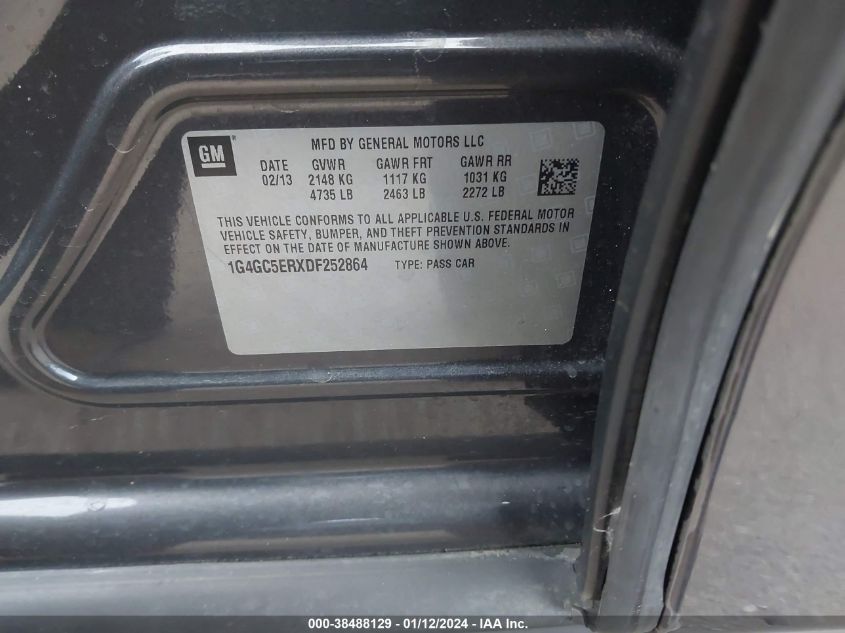 GM®
MFD BY GENERAL MOTORS LLC
DATE GVWR GAWR FRT GAWR RR
02/13 2148 KG 1117 KG 1031 KG
4735 LB 2463 LB 2272 LB
THIS VEHICLE CONFORMS TO ALL APPLICABLE U.S. FEDERAL MOTOR
VEHICLE SAFETY, BUMPER, AND THEFT PREVENTION STANDARDS IN
EFFECT ON THE DATE OF MANUFACTURE SHOWN ABOVE.
1G4GC5ERXDF252864 TYPE: PASS CAR
000-38488129 - 01/12/2024 - IAA Inc.